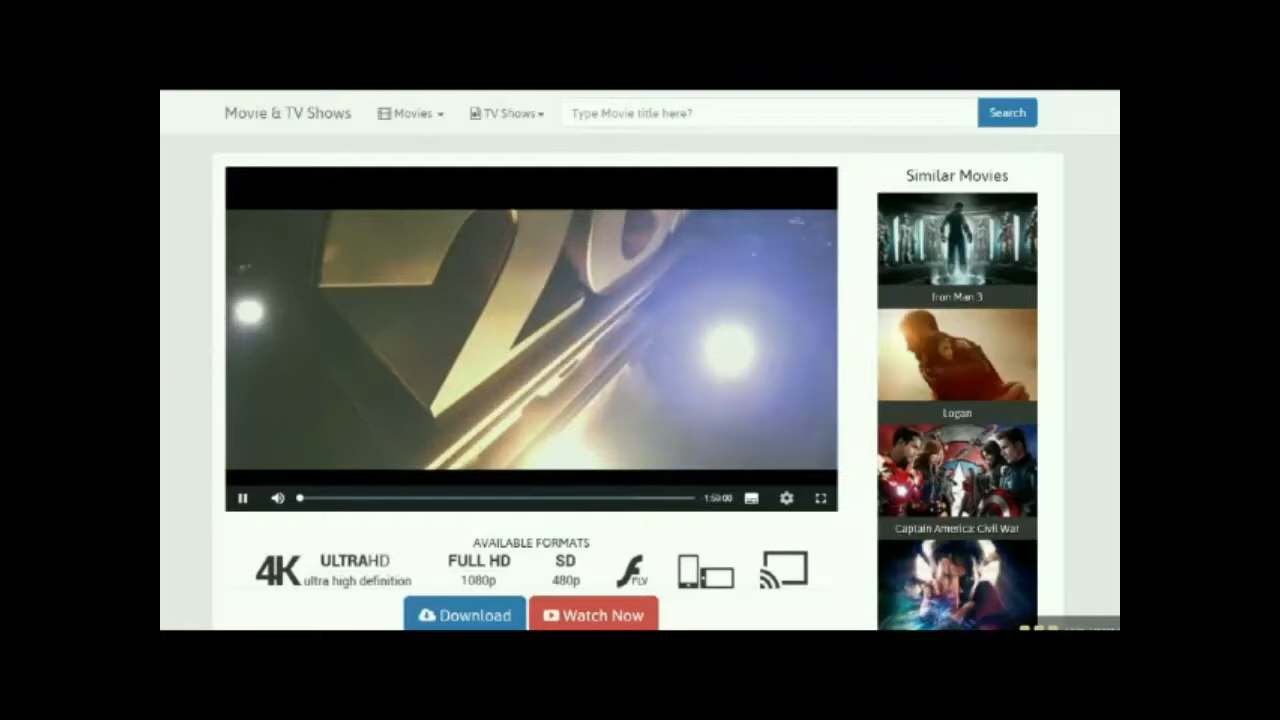 Movie & TV Shows
Movies
TV Shows
Type Movie title here?
Search
Similar Movies
20
Iron Man 3
Logan
Captain America: Civil War
1:59:00
AVAILABLE FORMATS
4K ULTRAHD
ultra high definition
FULL HD
1080p
SD
480p
FLV
Download
Watch Now